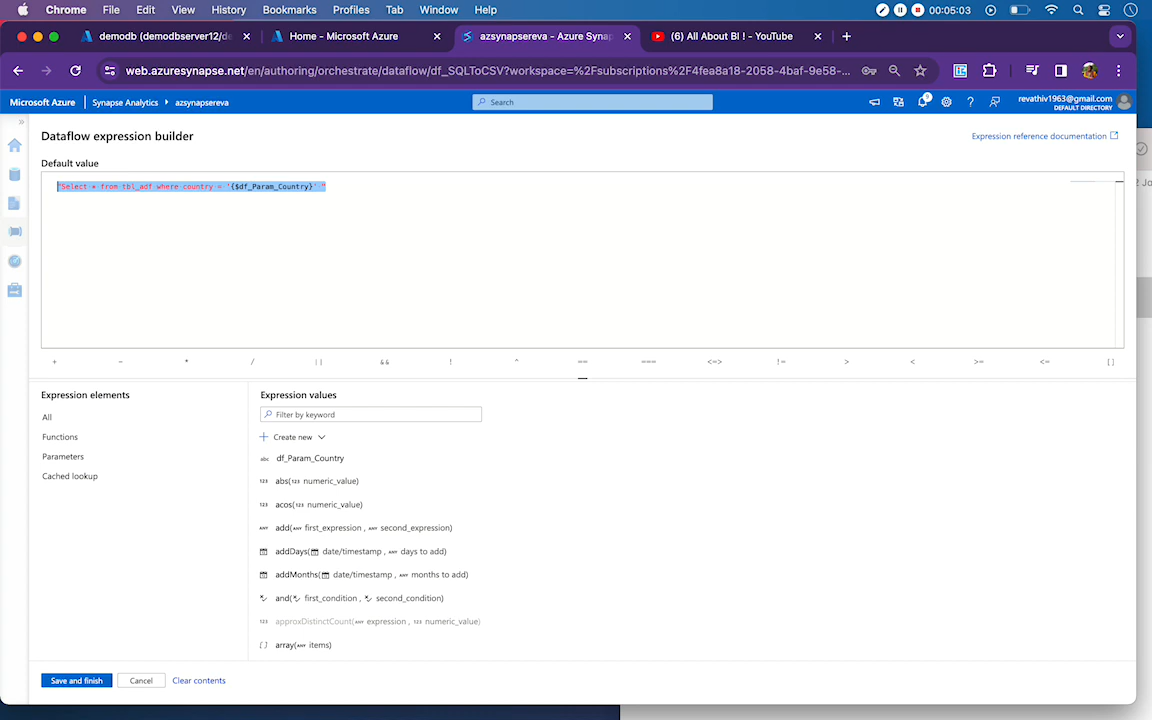 Chrome File Edit View History Bookmarks Profiles Tab Window Help 00:05:03
demodb (demodbserver12/de Home - Microsoft Azure azsynapsereva - Azure Synap (6) All About BI ! - YouTube
web.azuresynapse.net/en/authoring/orchestrate/dataflow/df_SQLToCSV?workspace=%2Fsubscriptions%2F4fea8a18-2058-4baf-9e58-...
Microsoft Azure Synapse Analytics azsynapsereva Search 9 ? revathiv1963@gmail.com
DEFAULT DIRECTORY
Dataflow expression builder
Expression reference documentation
Default value
"Select * from tbl_adf where country = '{$df_Param_Country}' "
2 Ja
+ - * / || && ! ^ == === <=> != > < >= <= []
Expression elements
All
Functions
Parameters
Cached lookup
Expression values
Filter by keyword
Create new
abc df_Param_Country
123 abs(123 numeric_value)
123 acos(123 numeric_value)
ANY add(ANY first_expression , ANY second_expression)
addDays( date/timestamp , ANY days to add)
addMonths( date/timestamp , ANY months to add)
and( first_condition , second_condition)
123 approxDistinctCount(ANY expression , 123 numeric_value)
[] array(ANY items)
Save and finish Cancel Clear contents